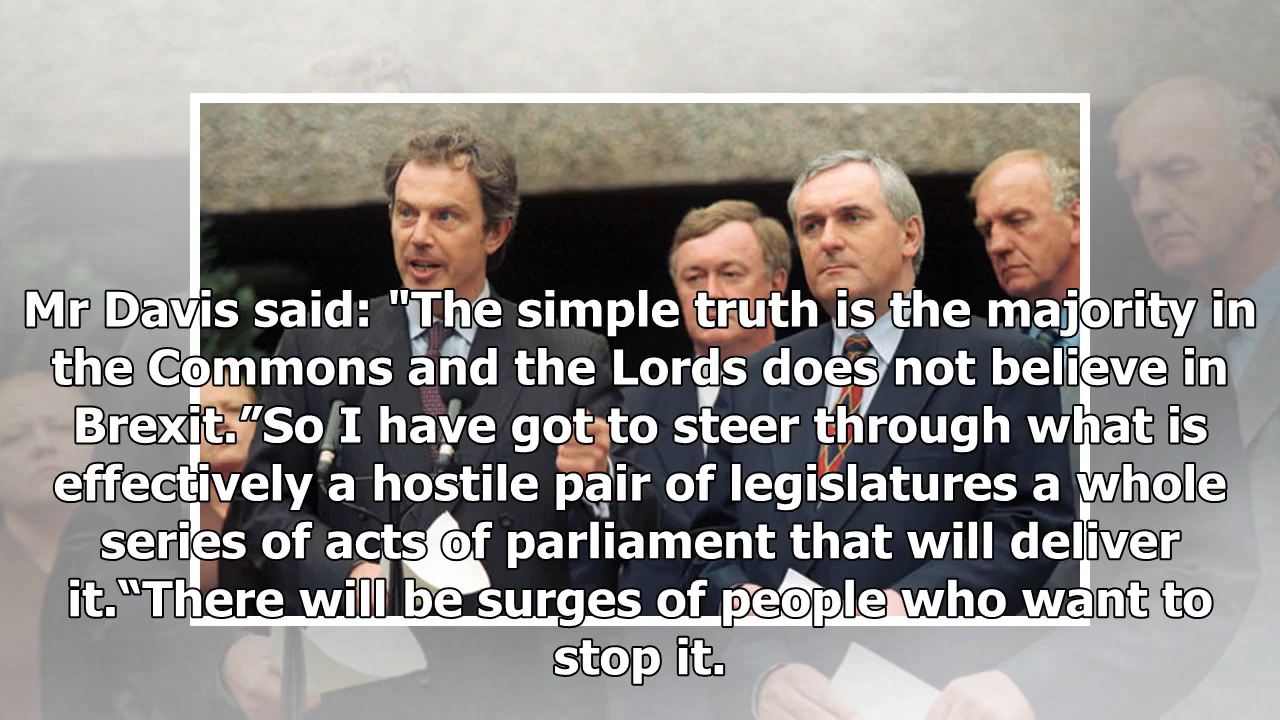 Mr Davis said: "The simple truth is the majority in
the Commons and the Lords does not believe in
Brexit.”So I have got to steer through what is
effectively a hostile pair of legislatures a whole
series of acts of parliament that will deliver
it.“There will be surges of people who want to
stop it.